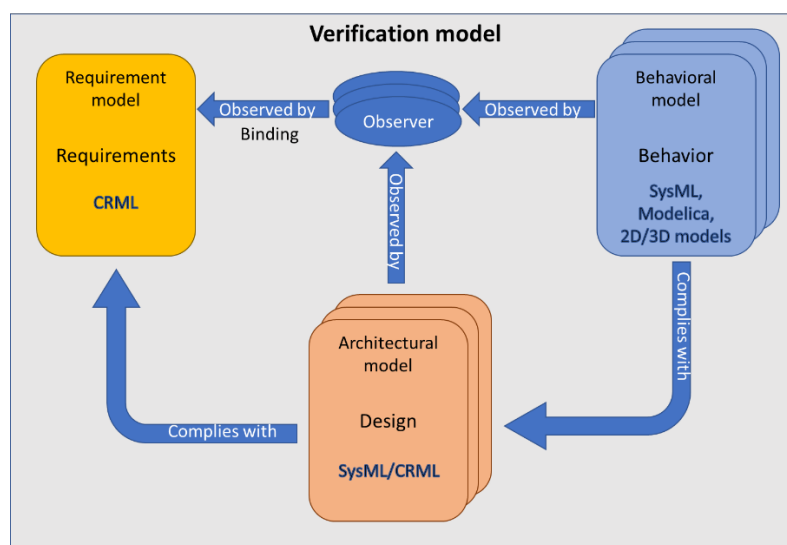 Verification model
Requirement
model
Requirements
CRML
Observed by
Binding
Observer
Observed by
Behavioral
model
Behavior
SysML,
Modelica,
2D/3D models
Observed by
Complies with
Architectural
model
Design
SysML/CRML
Complies with